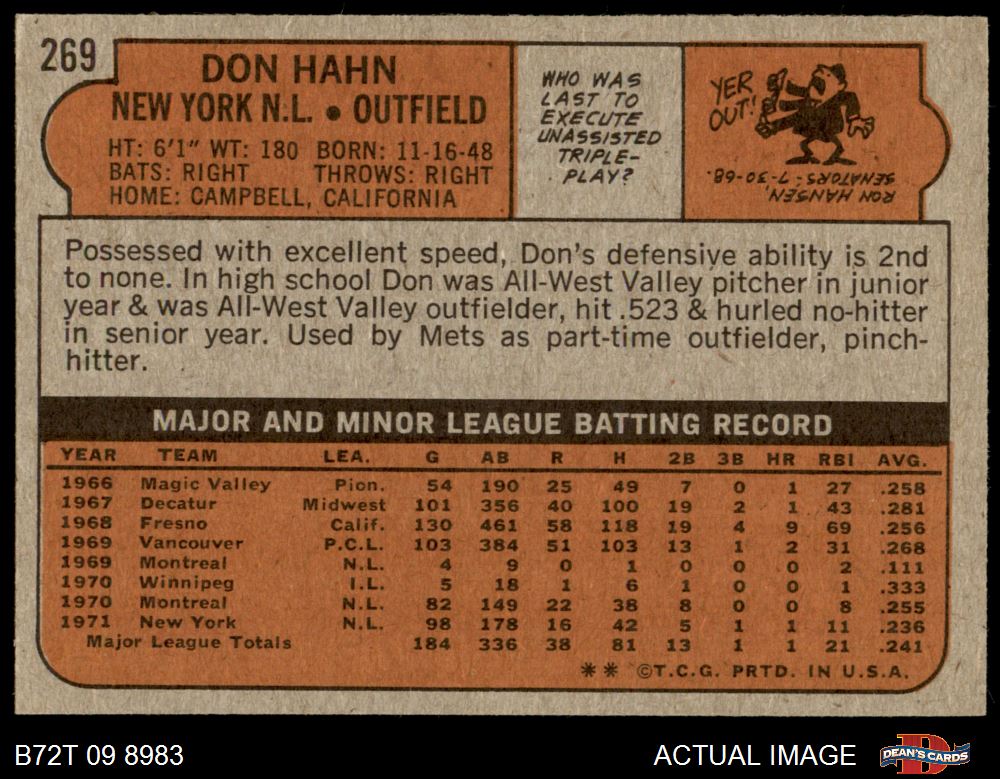 269
DON HAHN
NEW YORK N.L. • OUTFIELD
HT: 6'1" WT: 180 BORN: 11-16-48
BATS: RIGHT THROWS: RIGHT
HOME: CAMPBELL, CALIFORNIA
WHO WAS
LAST TO
EXECUTE
UNASSISTED
TRIPLE-
PLAY?
YER
OUT!
RON HANSEN,
SENATORS - 7-30-68.
Possessed with excellent speed, Don's defensive ability is 2nd
to none. In high school Don was All-West Valley pitcher in junior
year & was All-West Valley outfielder, hit .523 & hurled no-hitter
in senior year. Used by Mets as part-time outfielder, pinch-
hitter.
MAJOR AND MINOR LEAGUE BATTING RECORD
YEAR TEAM LEA. G AB R H 2B 3B HR RBI AVG.
1966 Magic Valley Pion. 54 190 25 49 7 0 1 27 .258
1967 Decatur Midwest 101 356 40 100 19 2 1 43 .281
1968 Fresno Calif. 130 461 58 118 19 4 9 69 .256
1969 Vancouver P.C.L. 103 384 51 103 13 1 2 31 .268
1969 Montreal N.L. 4 9 0 1 0 0 0 2 .111
1970 Winnipeg I.L. 5 18 1 6 1 0 0 1 .333
1970 Montreal N.L. 82 149 22 38 8 0 0 8 .255
1971 New York N.L. 98 178 16 42 5 1 1 11 .236
Major League Totals 184 336 38 81 13 1 1 21 .241
** ©T.C.G. PRTD. IN U.S.A.
B72T 09 8983 ACTUAL IMAGE
DEAN'S CARDS